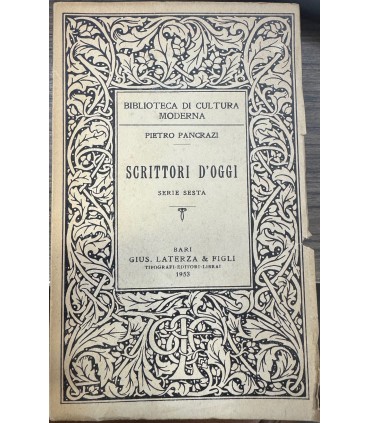 BIBLIOTECA DI CULTURA
MODERNA
PIETRO PANCRAZI
SCRITTORI D'OGGI
SERIE SESTA
BARI
GIUS. LATERZA & FIGLI
TIPOGRAFI-EDITORI-LIBRAI
1953